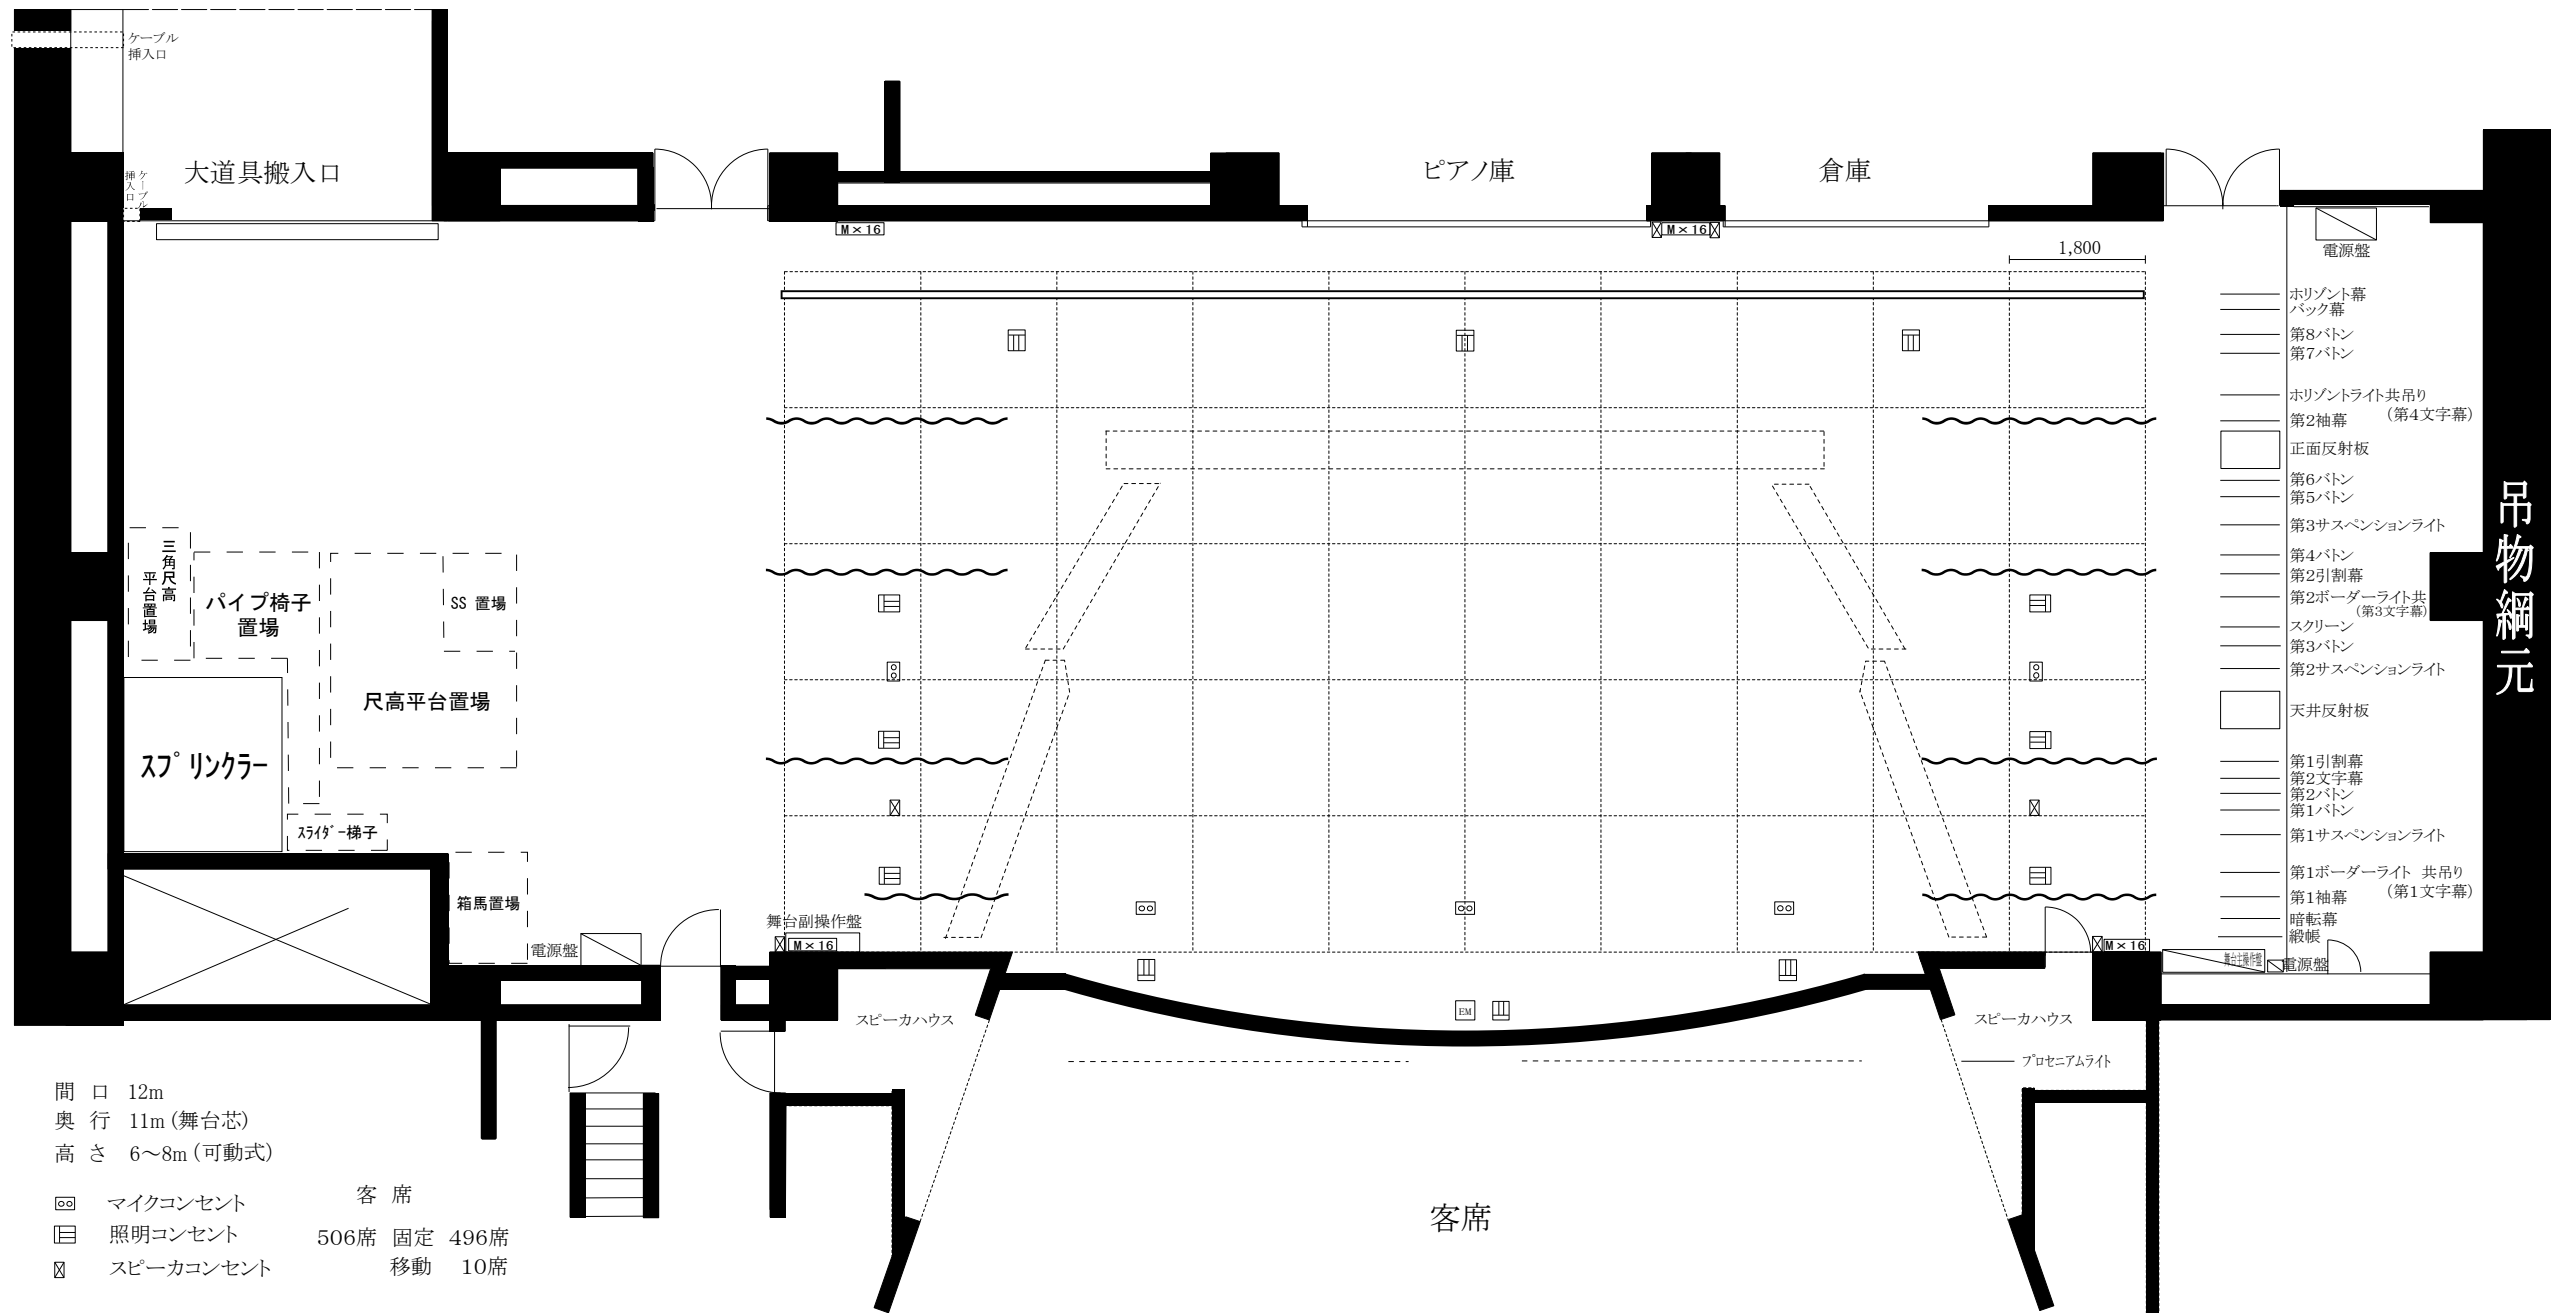 ケーブル
挿入口
ケーブル
挿入口
大道具搬入口
ピアノ庫
倉庫
M×16
M×16
1,800
電源盤
ホリゾント幕
バック幕
第8バトン
第7バトン
ホリゾントライト共吊り
(第4文字幕)
第2袖幕
正面反射板
第6バトン
第5バトン
第3サスペンションライト
第4バトン
第2引割幕
第2ボーダーライト共
(第3文字幕)
スクリーン
第3バトン
第2サスペンションライト
天井反射板
第1引割幕
第2文字幕
第2バトン
第1バトン
第1サスペンションライト
第1ボーダーライト 共吊り
(第1文字幕)
第1袖幕
暗転幕
緞帳
吊物綱元
三角尺高
平台置場
パイプ椅子
置場
SS 置場
尺高平台置場
スプリンクラー
スライダー梯子
箱馬置場
電源盤
舞台副操作盤
M×16
M×16
舞台主操作盤
電源盤
スピーカハウス
EM
スピーカハウス
プロセニアムライト
間 口 12m
奥 行 11m (舞台芯)
高 さ 6～8m (可動式)
マイクコンセント
照明コンセント
スピーカコンセント
客 席
506席 固定 496席
移動 10席
客席